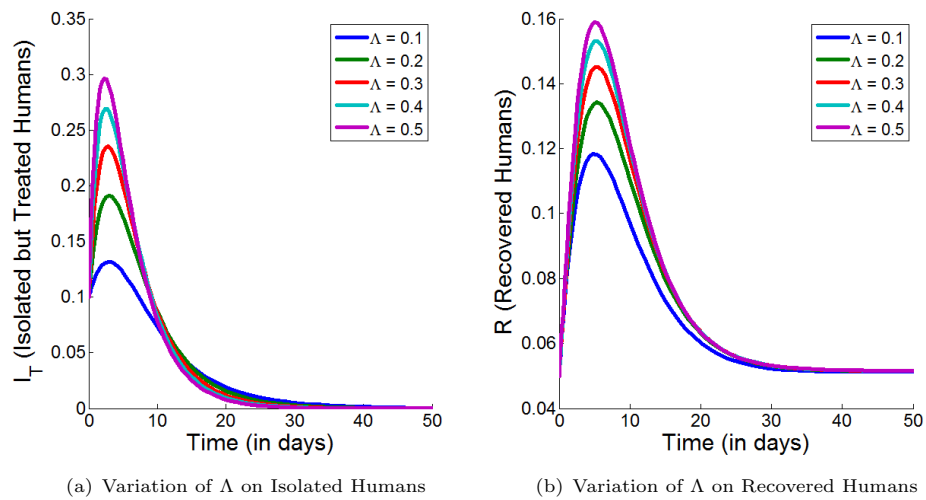 0.35
0.3
0.25
0.2
0.15
0.1
0.05
0
I_T (Isolated but Treated Humans)
Λ = 0.1
Λ = 0.2
Λ = 0.3
Λ = 0.4
Λ = 0.5
0 10 20 30 40 50
Time (in days)
(a) Variation of Λ on Isolated Humans
0.16
0.14
0.12
0.1
0.08
0.06
0.04
R (Recovered Humans)
Λ = 0.1
Λ = 0.2
Λ = 0.3
Λ = 0.4
Λ = 0.5
0 10 20 30 40 50
Time (in days)
(b) Variation of Λ on Recovered Humans